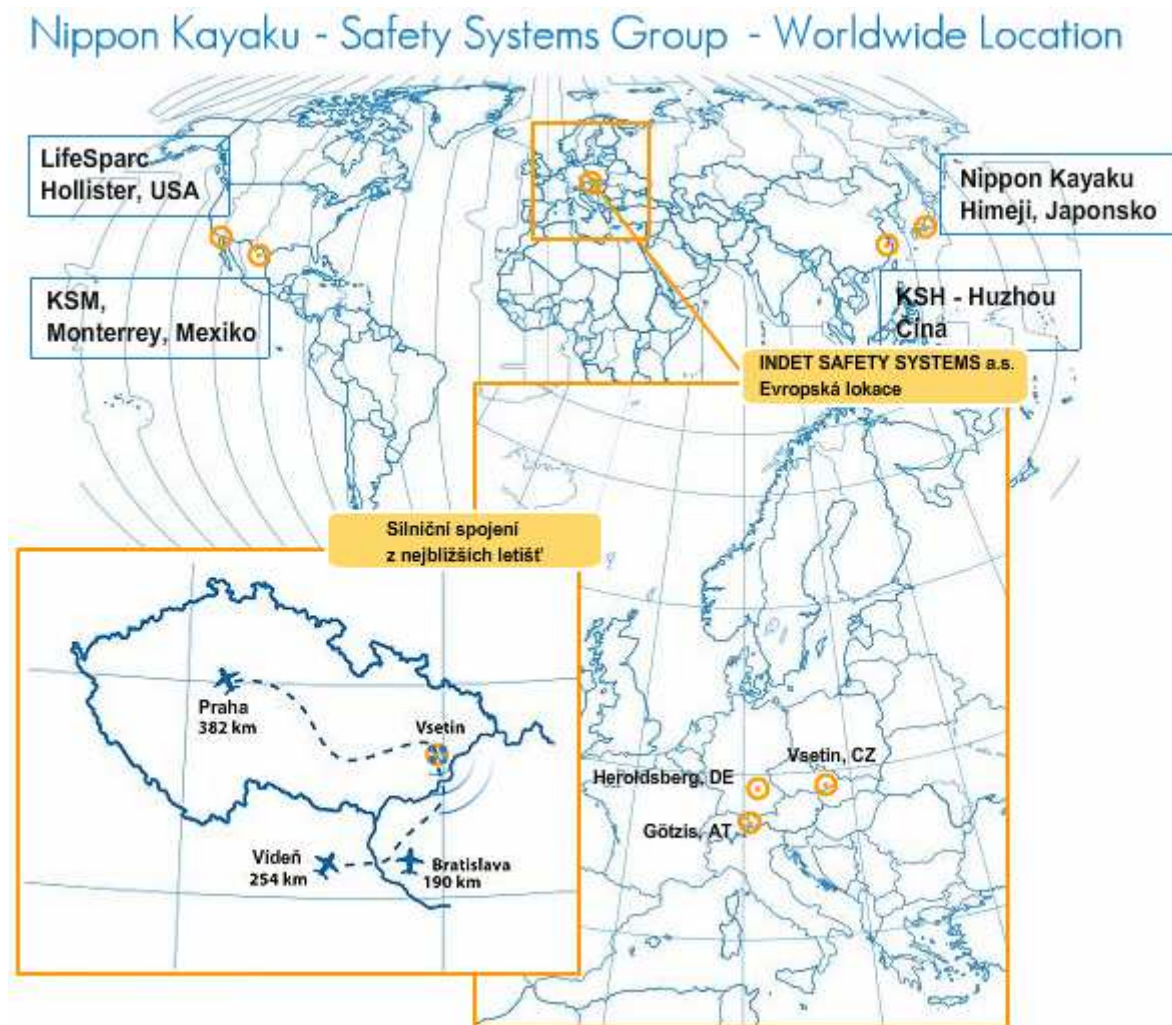 Nippon Kayaku - Safety Systems Group - Worldwide Location
LifeSparc
Hollister, USA
Nippon Kayaku
Himeji, Japonsko
KSM,
Monterrey, Mexiko
KSH - Huzhou
Čína
INDET SAFETY SYSTEMS a.s.
Evropská lokace
Silniční spojení
z nejbližších letišť
Praha
382 km
Vsetin
Vídeň
254 km
Bratislava
190 km
Vsetin, CZ
Heroldsberg, DE
Götzis, AT